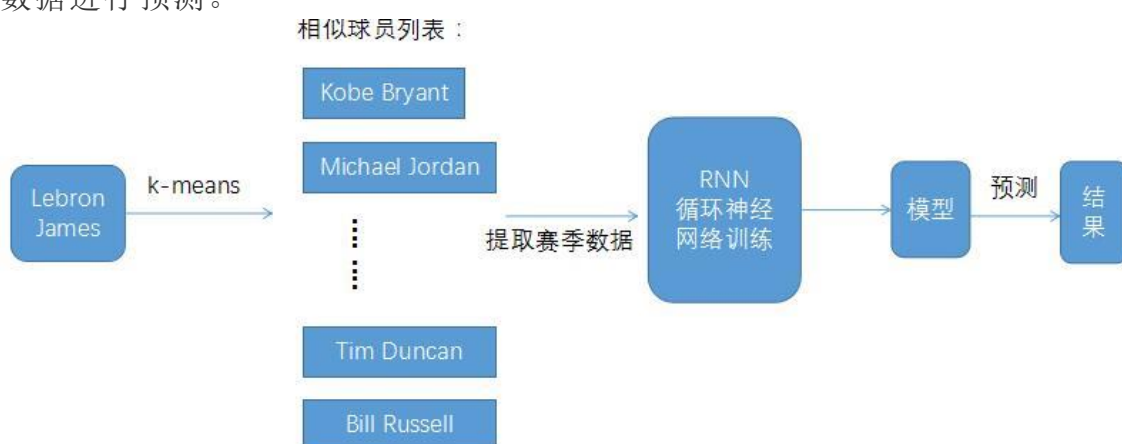 数据进行预测。
相似球员列表：
Kobe Bryant
Michael Jordan
Lebron
James
k-means
提取赛季数据
Tim Duncan
Bill Russell
RNN
循环神经
网络训练
模型
预测
结
果